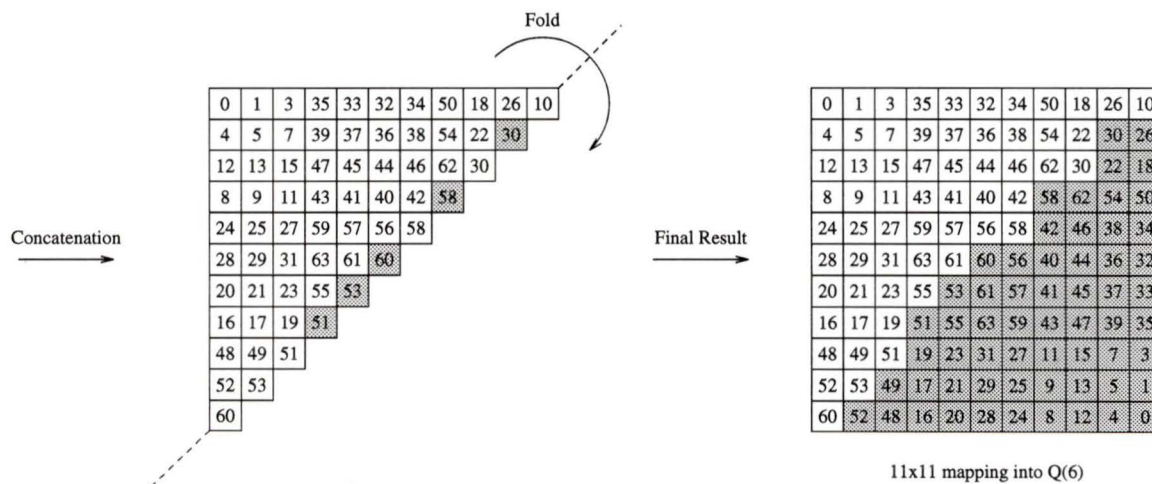 Fold
0 1 3 35 33 32 34 50 18 26 10 0 1 3 35 33 32 34 50 18 26 10
4 5 7 39 37 36 38 54 22 30 4 5 7 39 37 36 38 54 22 30 26
12 13 15 47 45 44 46 62 30 12 13 15 47 45 44 46 62 30 22 18
8 9 11 43 41 40 42 58 8 9 11 43 41 40 42 58 62 54 50
Concatenation 24 25 27 59 57 56 58 Final Result 24 25 27 59 57 56 58 42 46 38 34
28 29 31 63 61 60 28 29 31 63 61 60 56 40 44 36 32
20 21 23 55 53 20 21 23 55 53 61 57 41 45 37 33
16 17 19 51 16 17 19 51 55 63 59 43 47 39 35
48 49 51 48 49 51 19 23 31 27 11 15 7 3
52 53 52 53 49 17 21 29 25 9 13 5 1
60 60 52 48 16 20 28 24 8 12 4 0
11x11 mapping into Q(6)